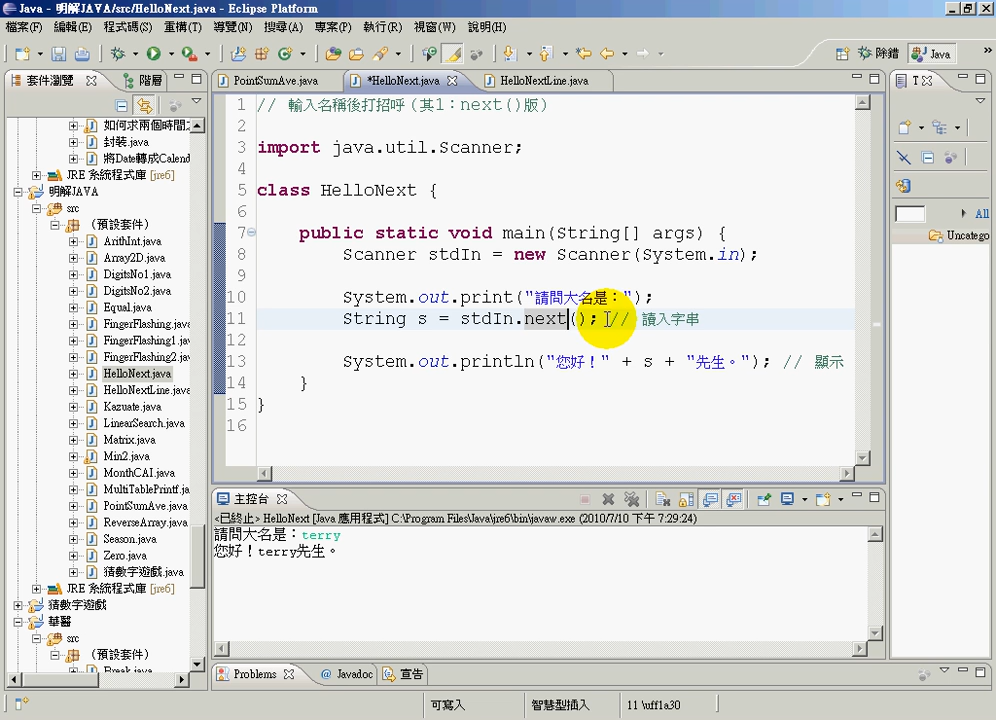 Java - 明解JAVA/src/HelloNext.java - Eclipse Platform
檔案(F) 編輯(E) 程式碼(S) 重構(T) 導覽(N) 搜尋(A) 專案(P) 執行(R) 視窗(W) 說明(H)
除錯 Java
套件瀏覽 階層
PointSumAve.java *HelloNext.java HelloNextLine.java
如何求兩個時間之
封裝.java
將Date轉成Calend
JRE 系統程式庫 [jre6]
明解JAVA
src
(預設套件)
ArithInt.java
Array2D.java
DigitsNo1.java
DigitsNo2.java
Equal.java
FingerFlashing.java
FingerFlashing1.java
FingerFlashing2.java
HelloNext.java
HelloNextLine.java
Kazuate.java
LinearSearch.java
Matrix.java
Min2.java
MonthCAI.java
MultiTablePrintf.ja
PointSumAve.java
ReverseArray.java
Season.java
Zero.java
猜數字遊戲.java
JRE 系統程式庫 [jre6]
猜數字遊戲
華醫
src
(預設套件)
Break.java
1 // 輸入名稱後打招呼(其1:next()版)
2
3 import java.util.Scanner;
4
5 class HelloNext {
6
7 public static void main(String[] args) {
8 Scanner stdIn = new Scanner(System.in);
9
10 System.out.print("請問大名是:");
11 String s = stdIn.next(); // 讀入字串
12
13 System.out.println("您好!" + s + "先生。"); // 顯示
14 }
15 }
16
All
Uncatego
主控台
<已終止> HelloNext [Java 應用程式] C:\Program Files\Java\jre6\bin\javaw.exe (2010/7/10 下午 7:29:24)
請問大名是:terry
您好!terry先生。
Problems @ Javadoc 宣告
可寫入 智慧型插入 11 \uff1a30